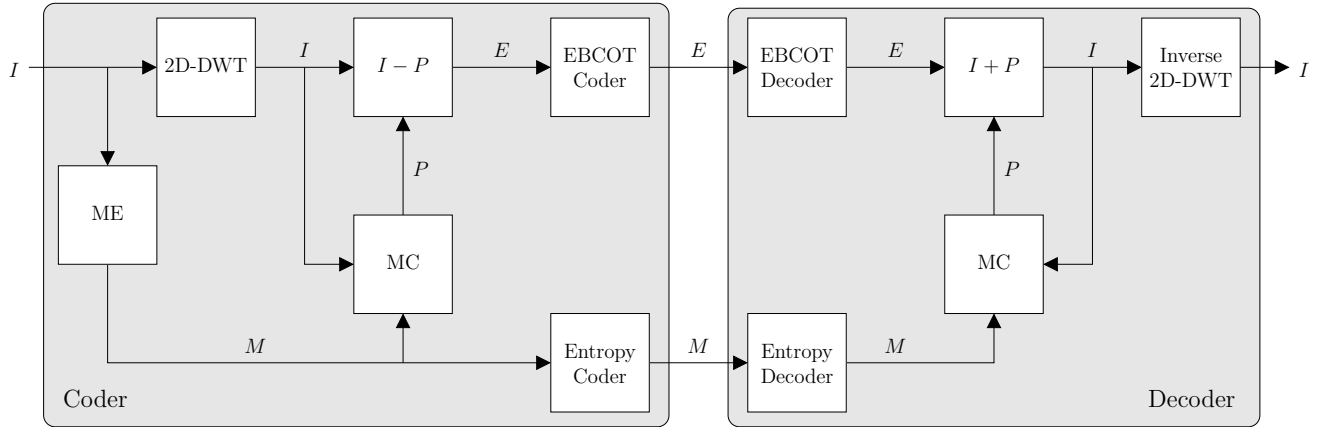 I
2D-DWT
I
I − P
E
EBCOT
Coder
E
EBCOT
Decoder
E
I + P
I
Inverse
2D-DWT
I
P
P
ME
MC
MC
M
Entropy
Coder
M
Entropy
Decoder
M
Coder
Decoder